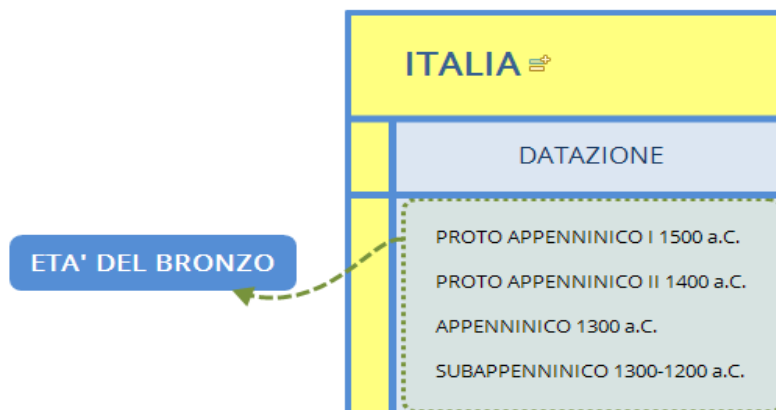 ITALIA
DATAZIONE
ETA' DEL BRONZO
PROTO APPENNINICO I 1500 a.C.
PROTO APPENNINICO II 1400 a.C.
APPENNINICO 1300 a.C.
SUBAPPENNINICO 1300-1200 a.C.